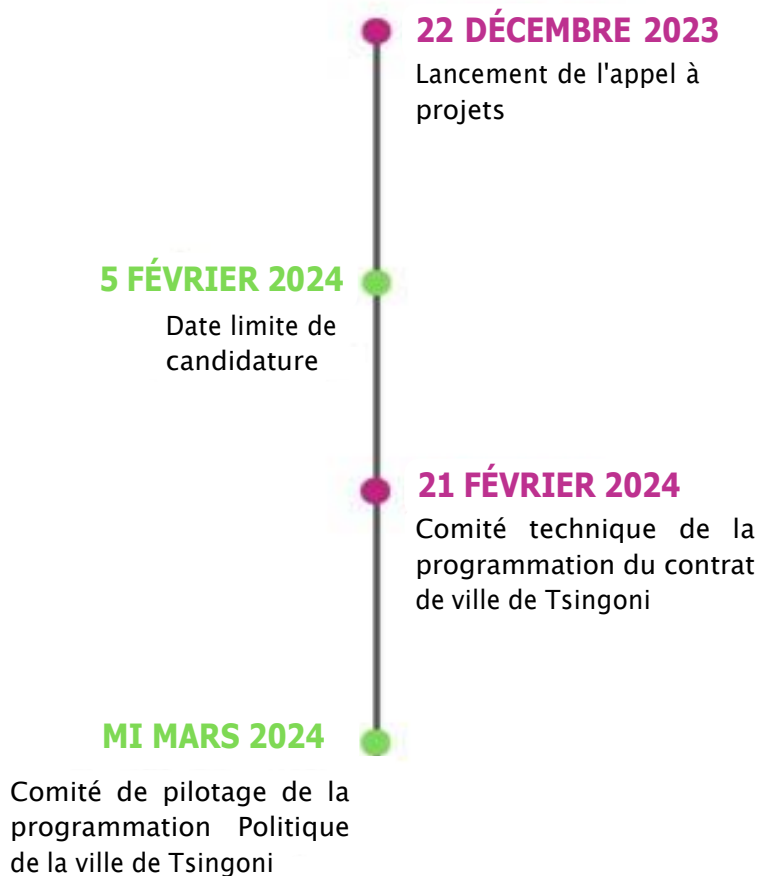 22 DÉCEMBRE 2023
Lancement de l'appel à
projets
5 FÉVRIER 2024
Date limite de
candidature
21 FÉVRIER 2024
Comité technique de la
programmation du contrat
de ville de Tsingoni
MI MARS 2024
Comité de pilotage de la
programmation Politique
de la ville de Tsingoni